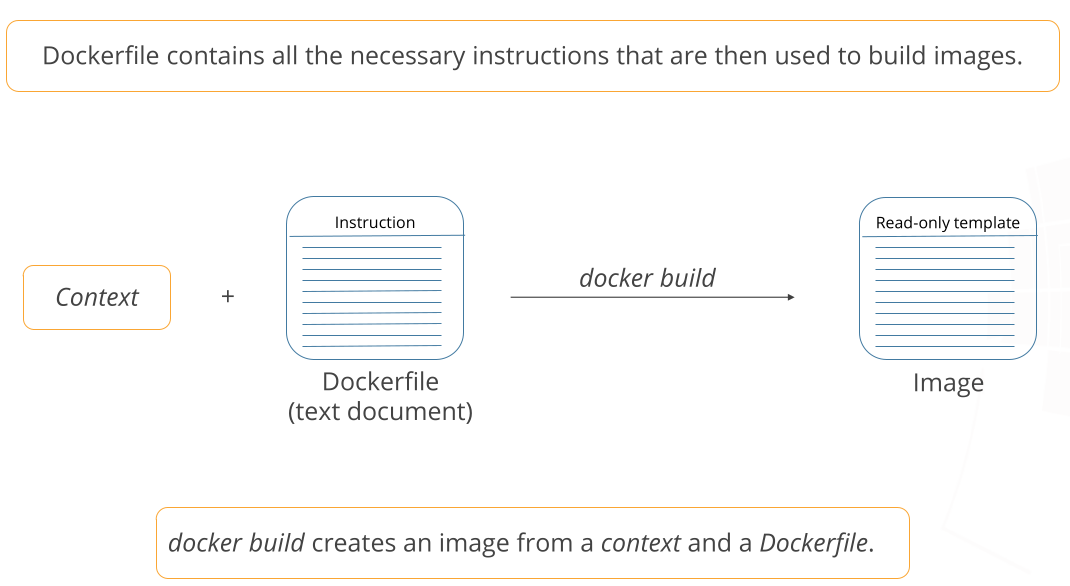 Dockerfile contains all the necessary instructions that are then used to build images.
Context
+
Instruction
Dockerfile
(text document)
docker build
Read-only template
Image
docker build creates an image from a context and a Dockerfile.